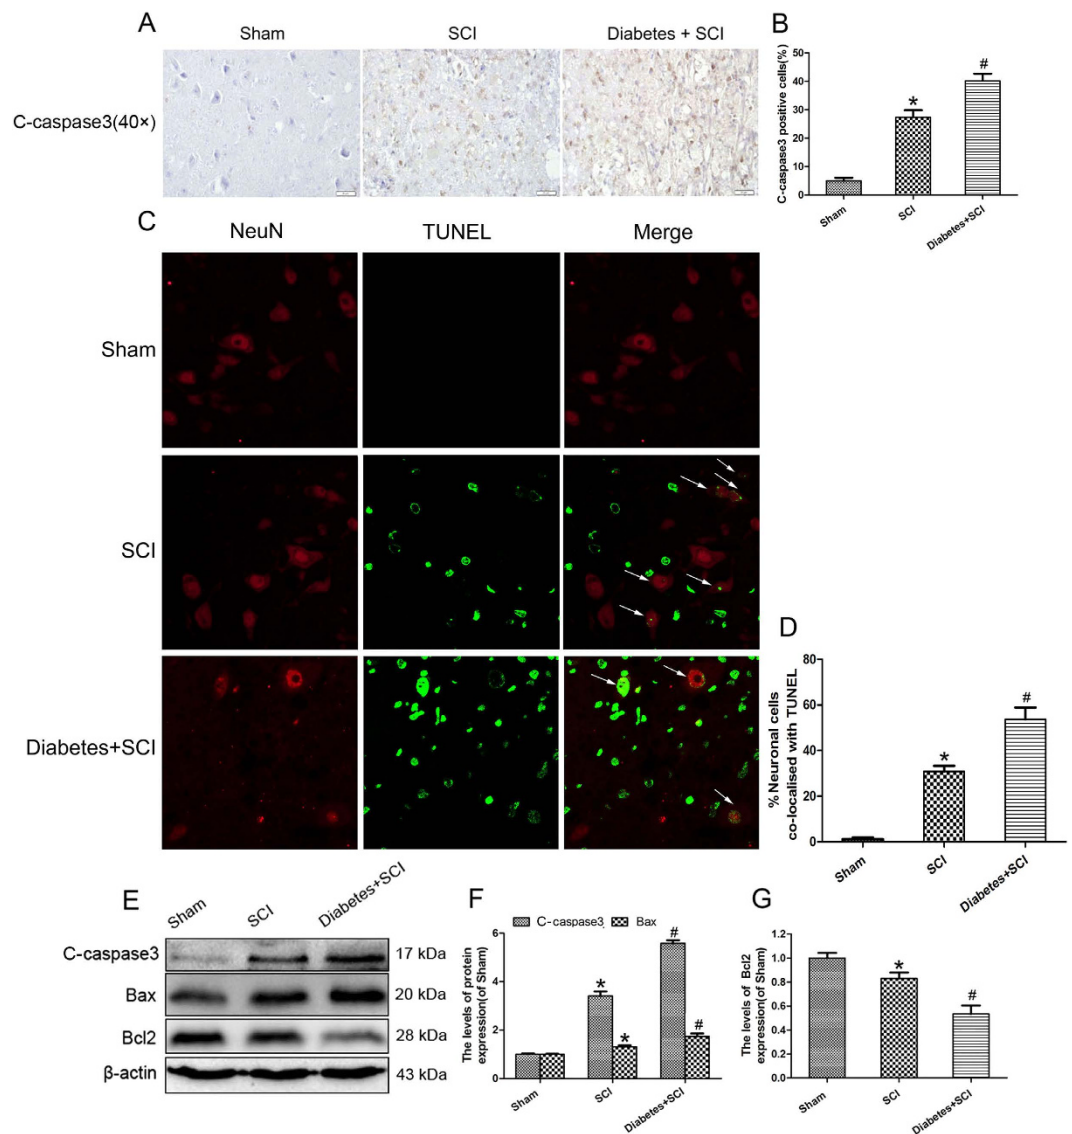 A
Sham
SCI
Diabetes + SCI
C-caspase3(40×)
B
C-caspase3 positive cells(%)
50
40
30
20
10
0
*
#
Sham
SCI
Diabetes+SCI
C
NeuN
TUNEL
Merge
Sham
SCI
Diabetes+SCI
D
% Neuronal cells
co-localised with TUNEL
80
60
40
20
0
*
#
Sham
SCI
Diabetes+SCI
E
Sham
SCI
Diabetes+SCI
C-caspase3
17 kDa
Bax
20 kDa
Bcl2
28 kDa
β-actin
43 kDa
F
C-caspase3
Bax
The levels of protein
expression(of Sham)
6
4
2
0
*
*
#
#
Sham
SCI
Diabetes+SCI
G
The levels of Bcl2
expression(of Sham)
1.2
1.0
0.8
0.6
0.4
0.2
0.0
*
#
Sham
SCI
Diabetes+SCI